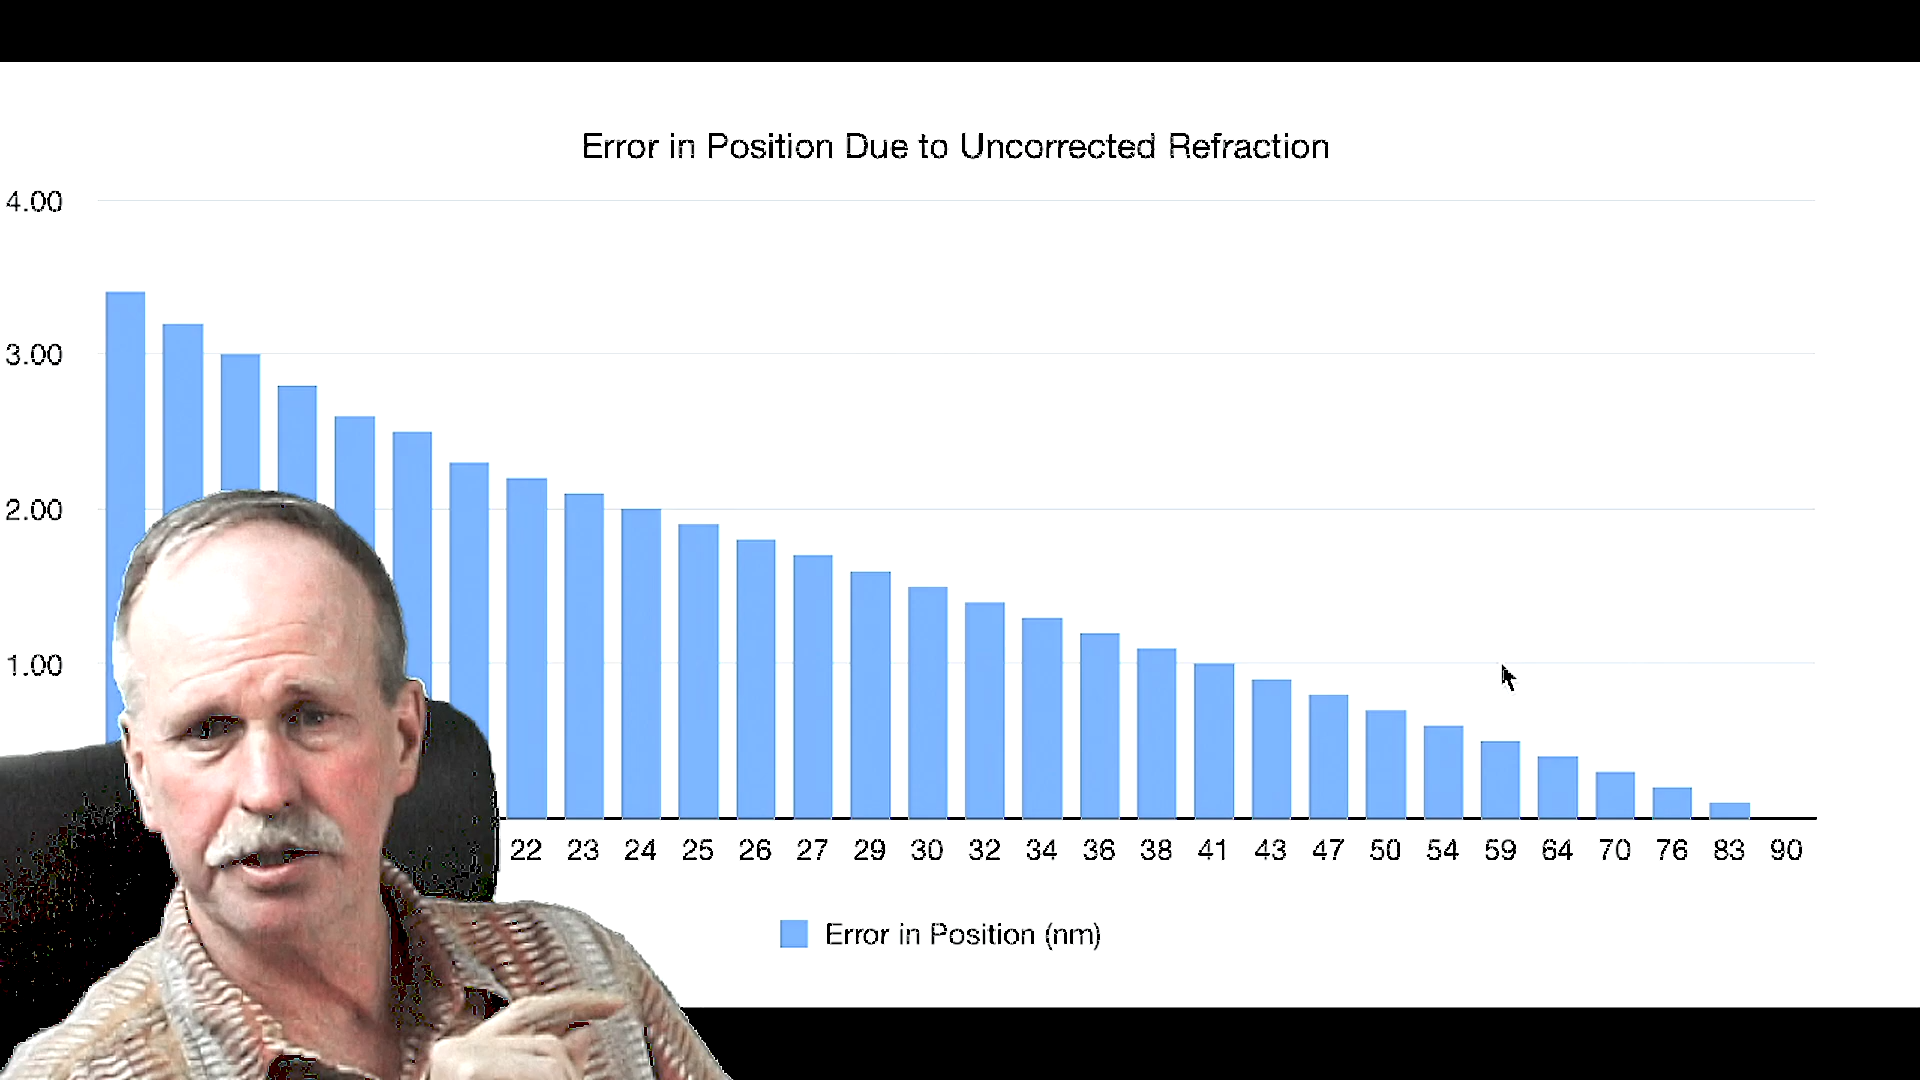 Error in Position Due to Uncorrected Refraction
4.00
3.00
2.00
1.00
22 23 24 25 26 27 29 30 32 34 36 38 41 43 47 50 54 59 64 70 76 83 90
Error in Position (nm)